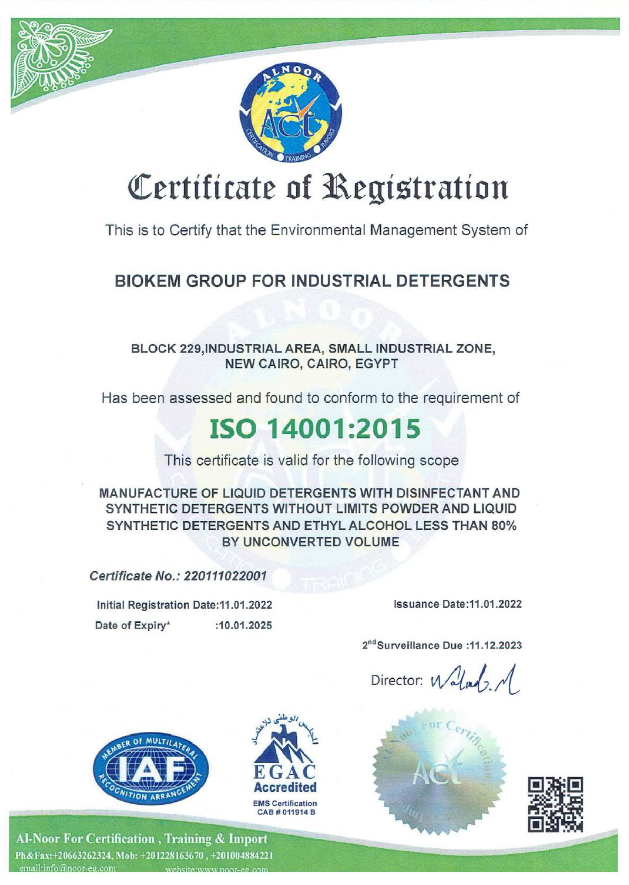 ALNOOR
ACt
CERTIFICATION TRAINING IMPORT
Certificate of Registration
This is to Certify that the Environmental Management System of
BIOKEM GROUP FOR INDUSTRIAL DETERGENTS
BLOCK 229,INDUSTRIAL AREA, SMALL INDUSTRIAL ZONE,
NEW CAIRO, CAIRO, EGYPT
Has been assessed and found to conform to the requirement of
ISO 14001:2015
This certificate is valid for the following scope
MANUFACTURE OF LIQUID DETERGENTS WITH DISINFECTANT AND
SYNTHETIC DETERGENTS WITHOUT LIMITS POWDER AND LIQUID
SYNTHETIC DETERGENTS AND ETHYL ALCOHOL LESS THAN 80%
BY UNCONVERTED VOLUME
Certificate No.: 220111022001
Initial Registration Date:11.01.2022
Issuance Date:11.01.2022
Date of Expiry* :10.01.2025
2nd Surveillance Due :11.12.2023
Director:
MEMBER OF MULTILATERAL
IAF
RECOGNITION ARRANGEMENT
المجلس الوطني للاعتماد
EGAC
Accredited
EMS Certification
CAB # 011914 B
Noor For Certification
ACt
Al-Noor For Certification , Training & Import
Ph&Fax:+20663262324, Mob: +201228163670 , +201004884221
email:info@noor-eg.com website:www.noor-eg.com